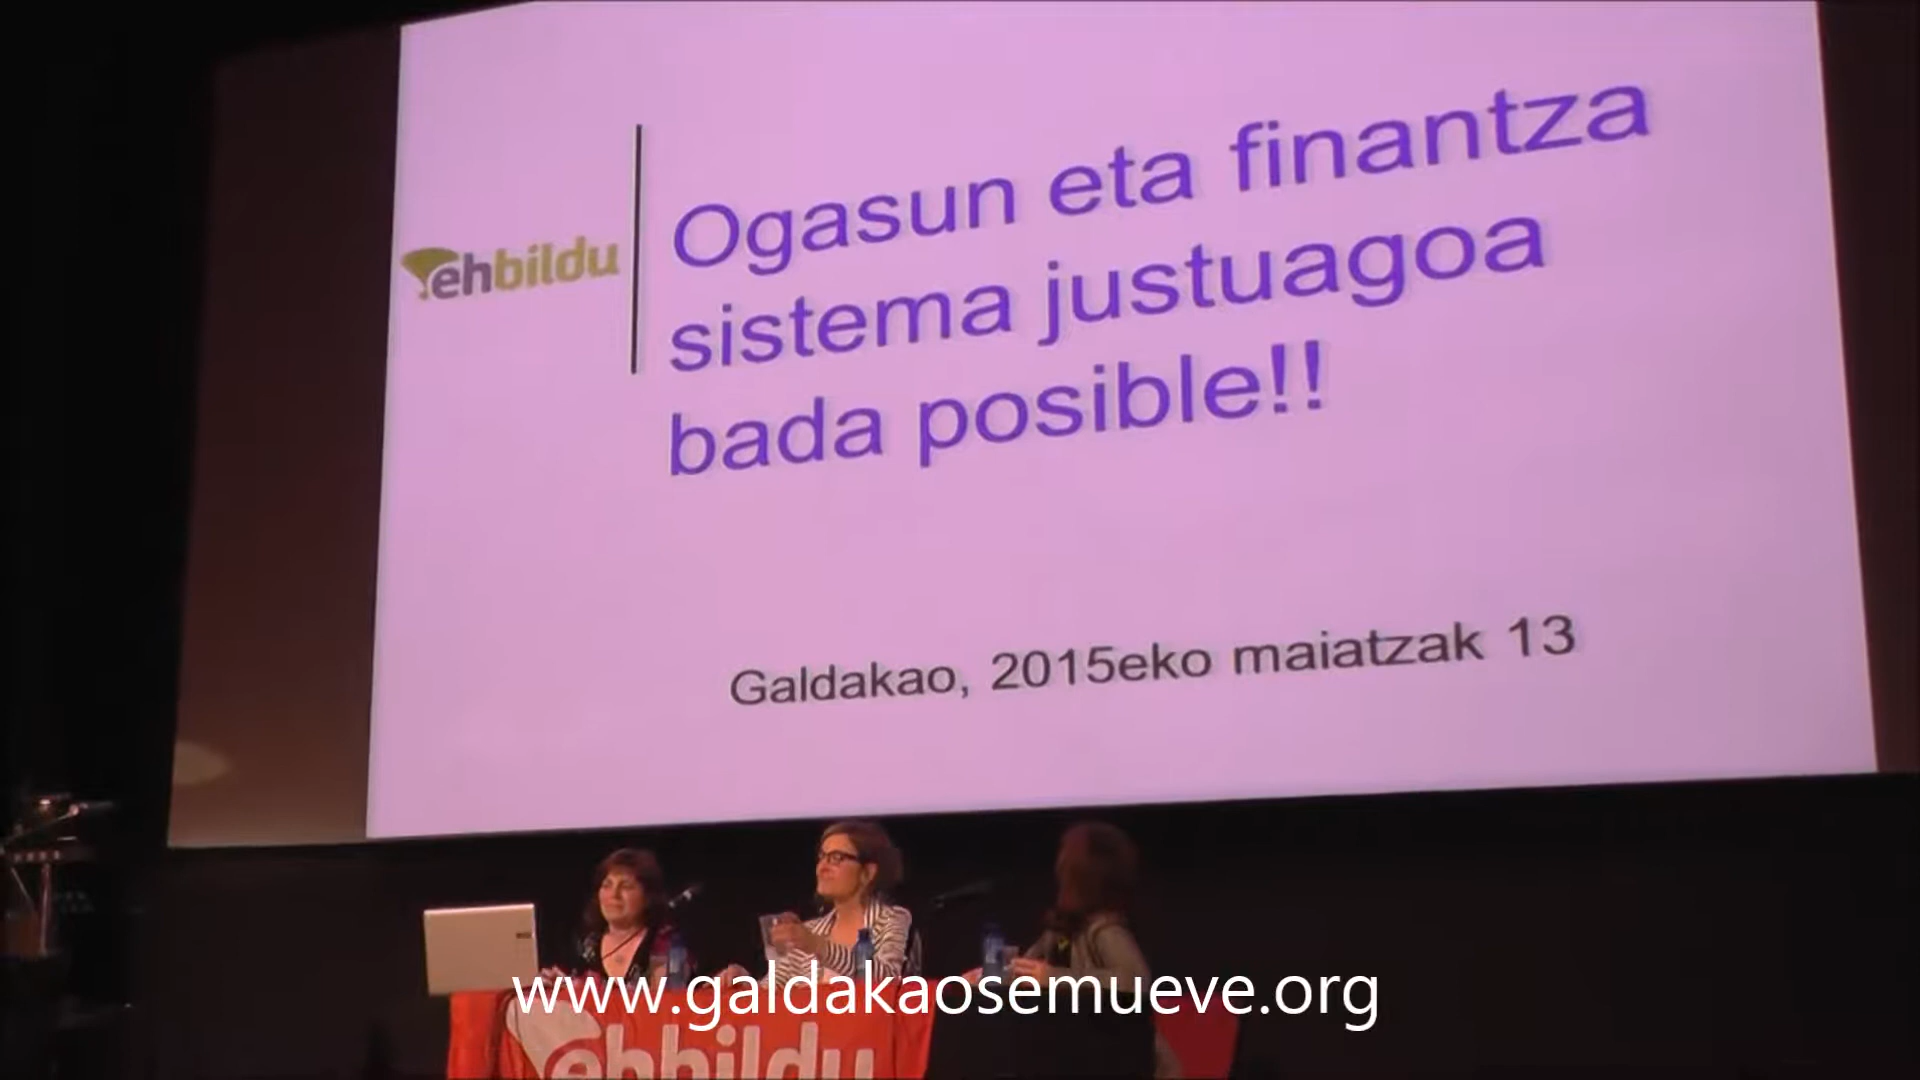 ehbildu
Ogasun eta finantza
sistema justuagoa
bada posible!!
Galdakao, 2015eko maiatzak 13
www.galdakaosemueve.org
ehbildu